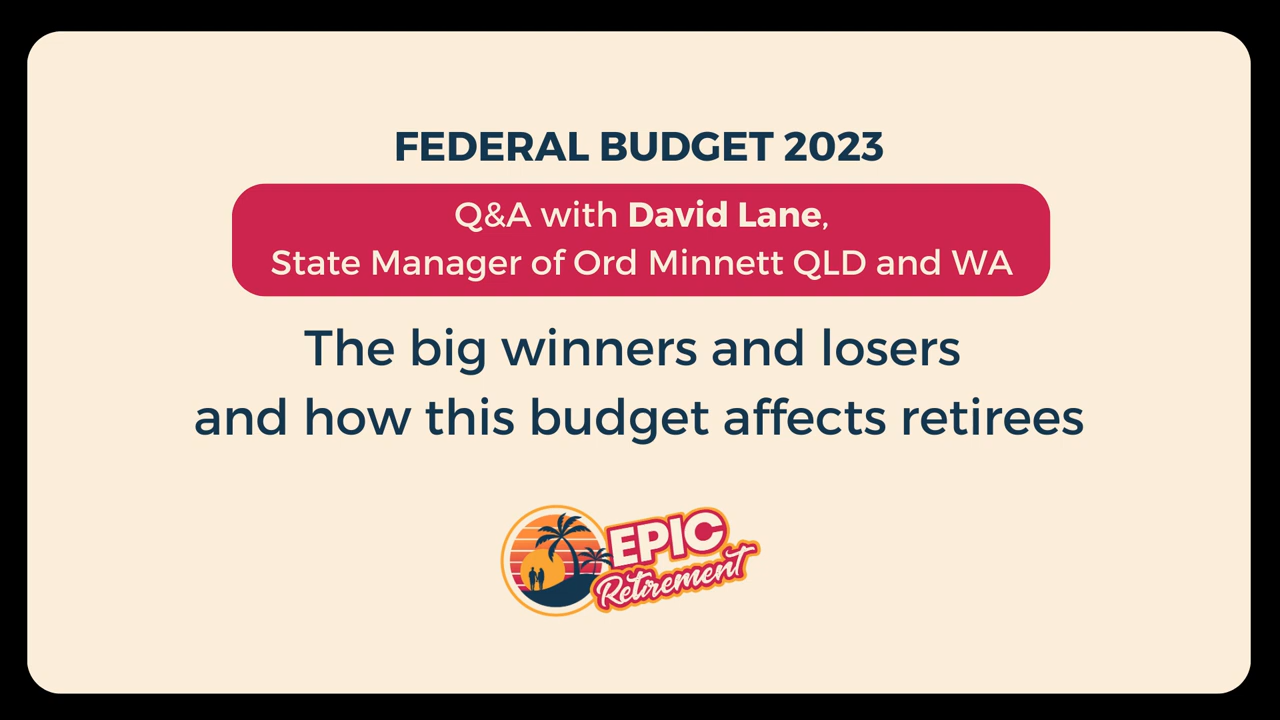 FEDERAL BUDGET 2023
Q&A with David Lane,
State Manager of Ord Minnett QLD and WA
The big winners and losers
and how this budget affects retirees
EPIC
Retirement